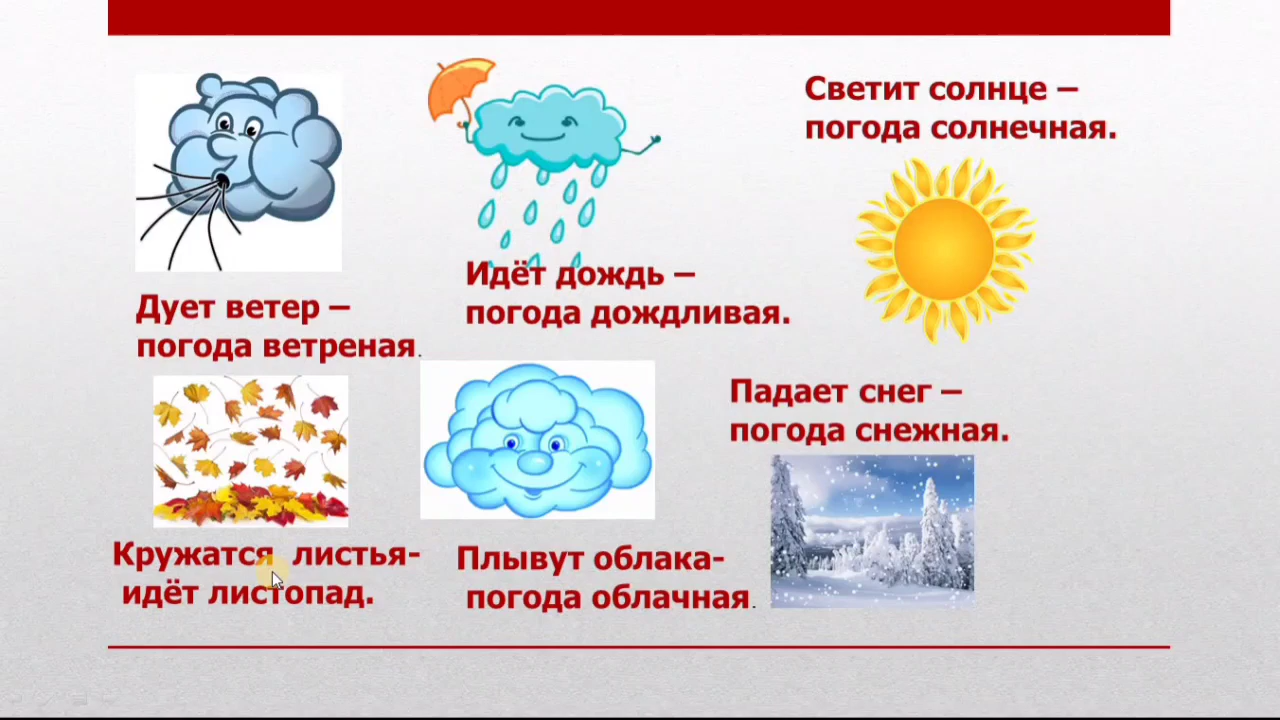 Светит солнце –
погода солнечная.
Идёт дождь –
погода дождливая.
Дует ветер –
погода ветреная.
Падает снег –
погода снежная.
Кружатся листья-
идёт листопад.
Плывут облака-
погода облачная.